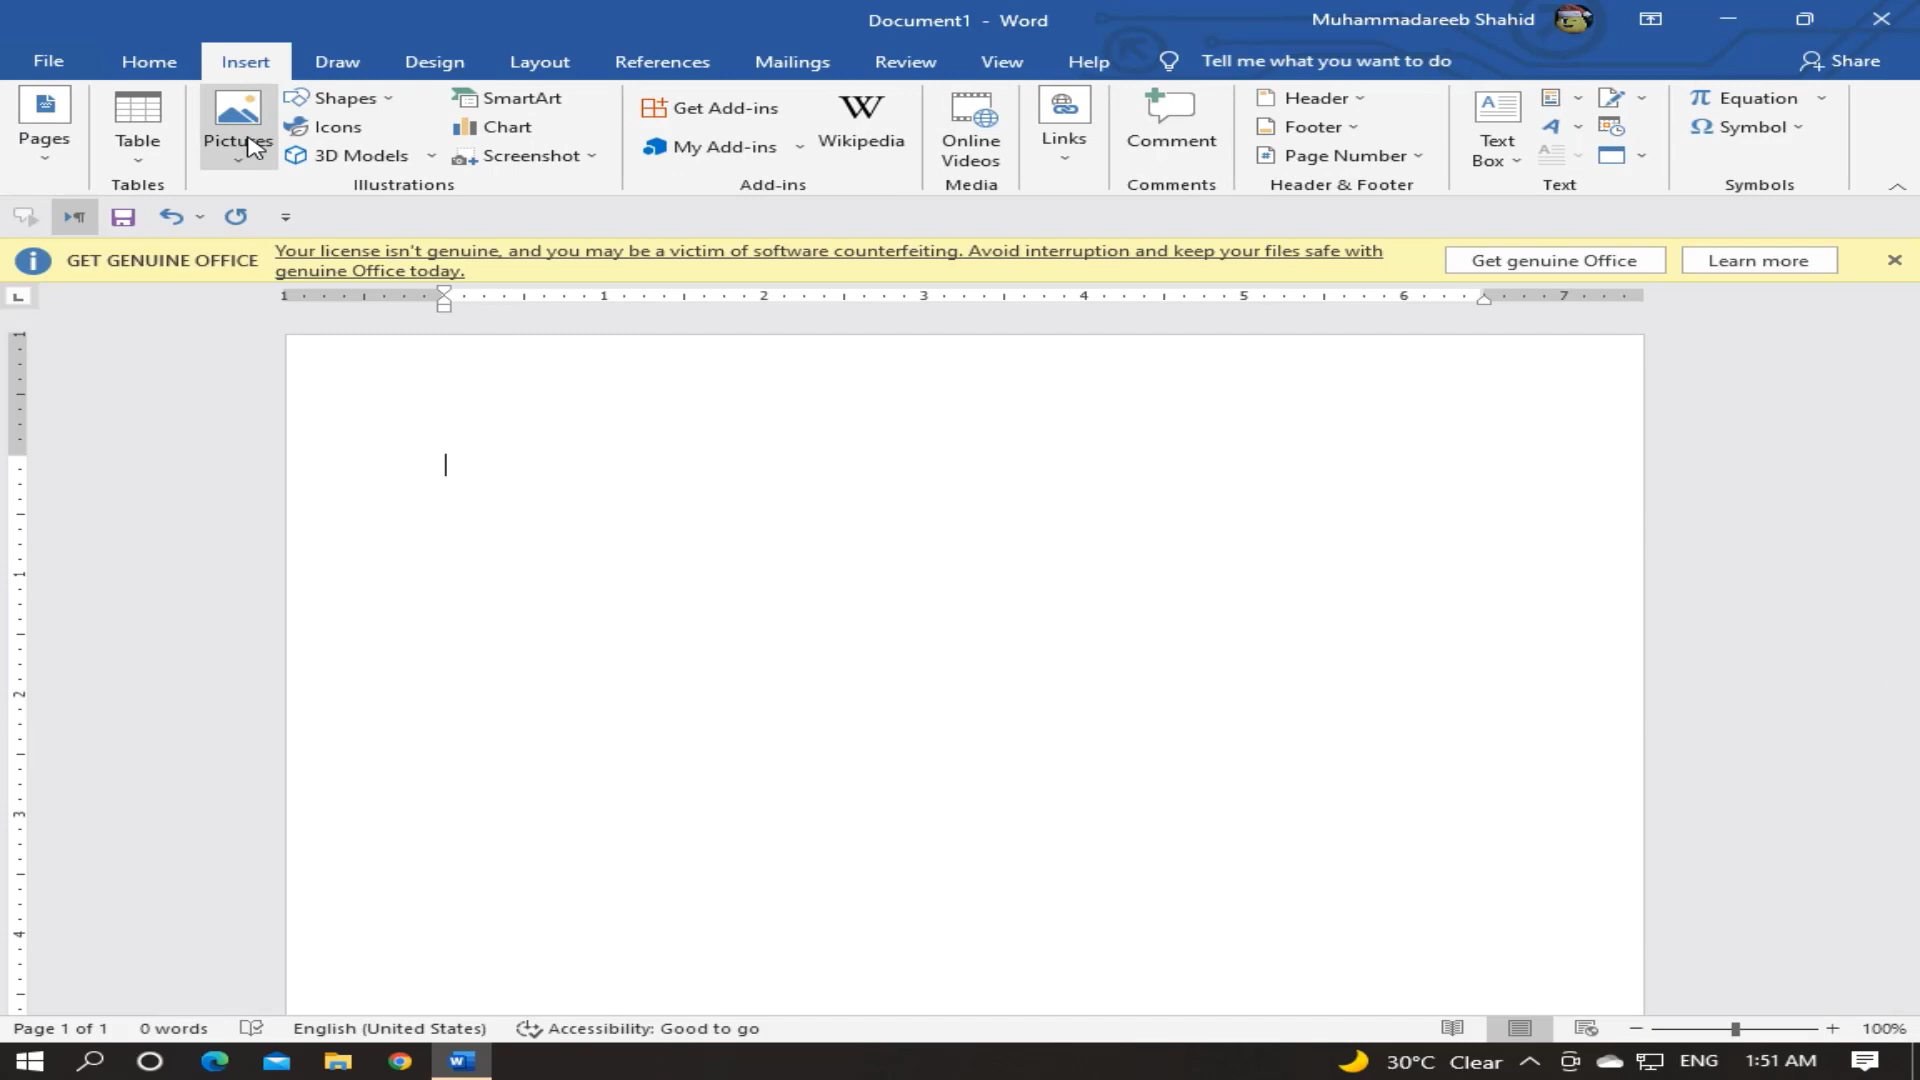 Document1 - Word
Muhammadareeb Shahid
File Home Insert Draw Design Layout References Mailings Review View Help Tell me what you want to do Share
Pages
Table
Tables
Pictures
Shapes
Icons
3D Models
SmartArt
Chart
Screenshot
Illustrations
Get Add-ins
My Add-ins
W
Wikipedia
Add-ins
Online
Videos
Media
Links
Comment
Comments
Header
Footer
Page Number
Header & Footer
Text
Box
Text
π Equation
Ω Symbol
Symbols
GET GENUINE OFFICE
Your license isn't genuine, and you may be a victim of software counterfeiting. Avoid interruption and keep your files safe with
genuine Office today.
Get genuine Office
Learn more
1 1 2 3 4 5 6 7
1
1
2
3
4
Page 1 of 1 0 words English (United States) Accessibility: Good to go 100%
30°C Clear ENG 1:51 AM